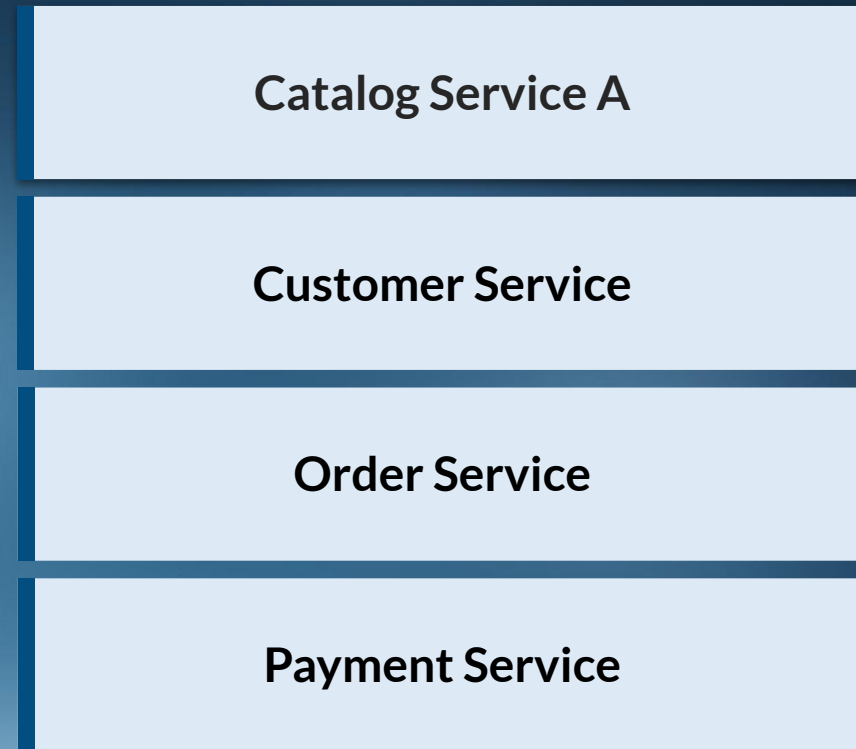 Catalog Service A
Customer Service
Order Service
Payment Service